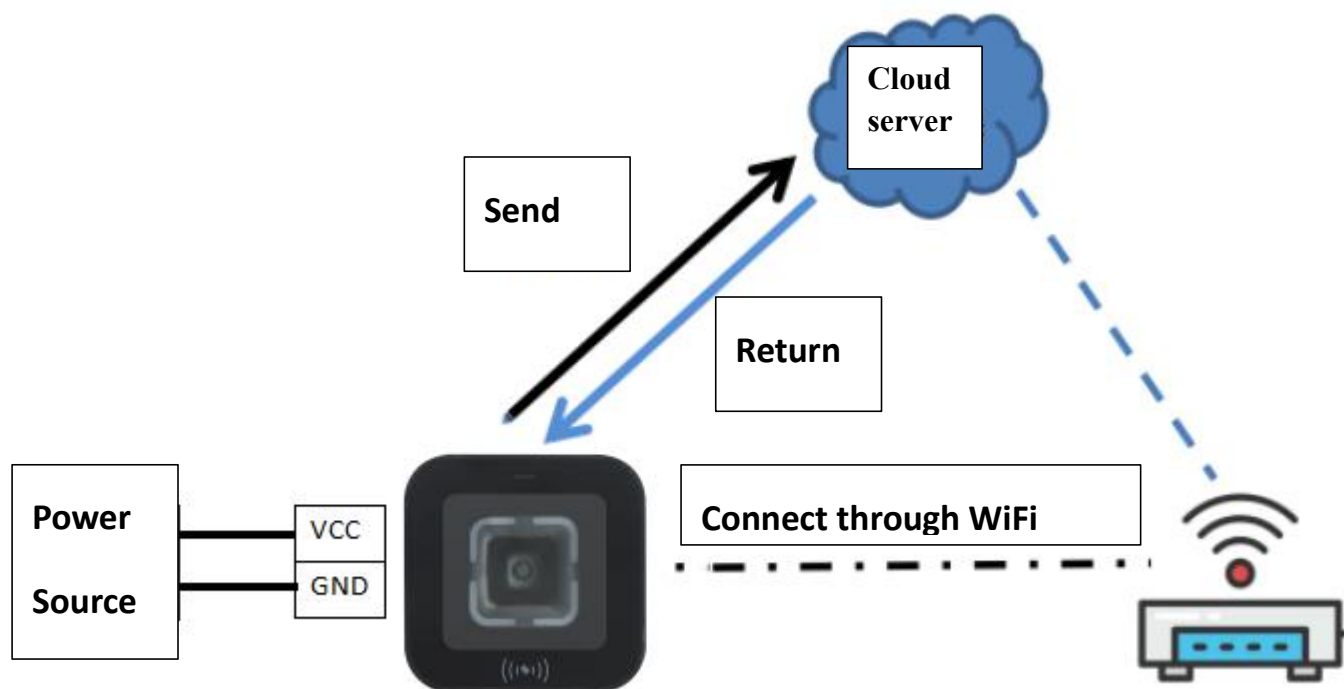 Cloud
server
Send
Return
Power
Source
VCC
GND
Connect through WiFi